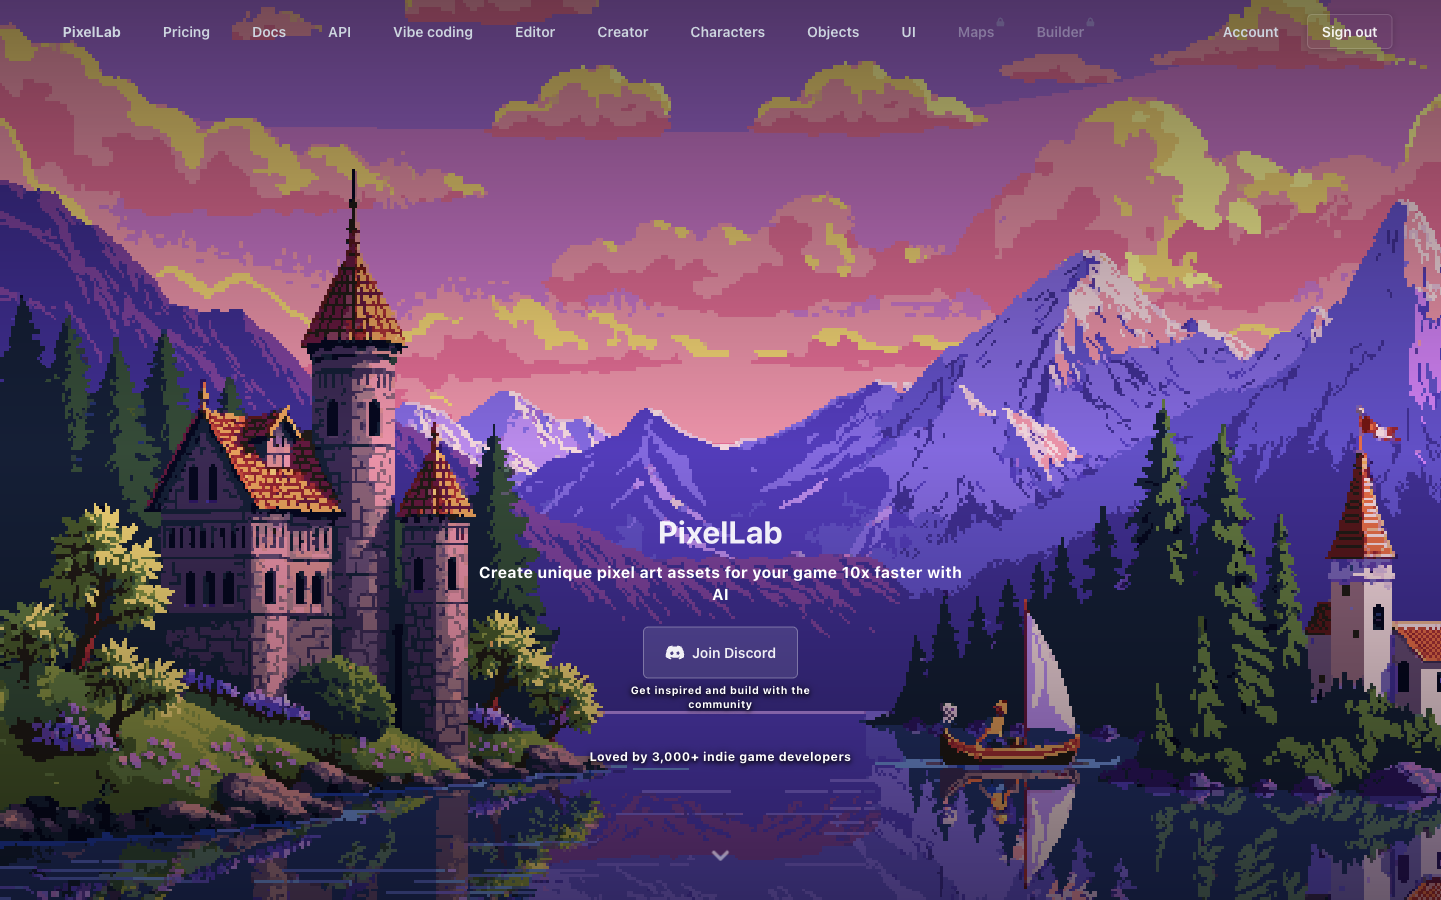 PixelLab Pricing Docs API Vibe coding Editor Creator Characters Objects UI Maps Builder Account Sign out
PixelLab
Create unique pixel art assets for your game 10x faster with
AI
Join Discord
Get inspired and build with the
community
Loved by 3,000+ indie game developers